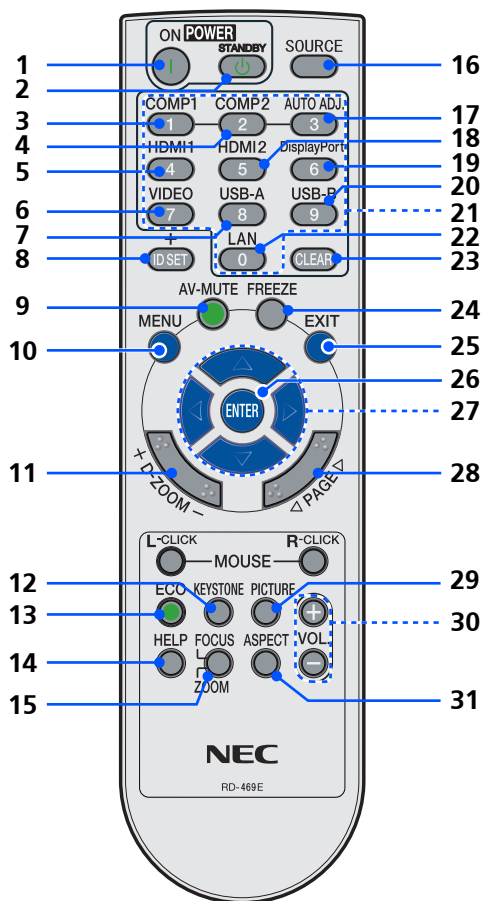 ON POWER
STANDBY
SOURCE
1
2
16
COMP1 COMP2 AUTO ADJ.
1 2 3
3
4
17
18
HDMI1 HDMI2 DisplayPort
4 5 6
5
19
VIDEO USB-A USB-B
7 8 9
6
20
21
7
22
+ LAN
ID SET 0 CLEAR
8
23
AV-MUTE FREEZE
9
24
MENU EXIT
10
25
26
ENTER
27
11
28
+ D-ZOOM −
◁ PAGE ▷
L-CLICK R-CLICK
MOUSE
12
29
ECO KEYSTONE PICTURE
+
13
30
HELP FOCUS ASPECT VOL.
−
14
ZOOM
15
31
NEC
RD-469E